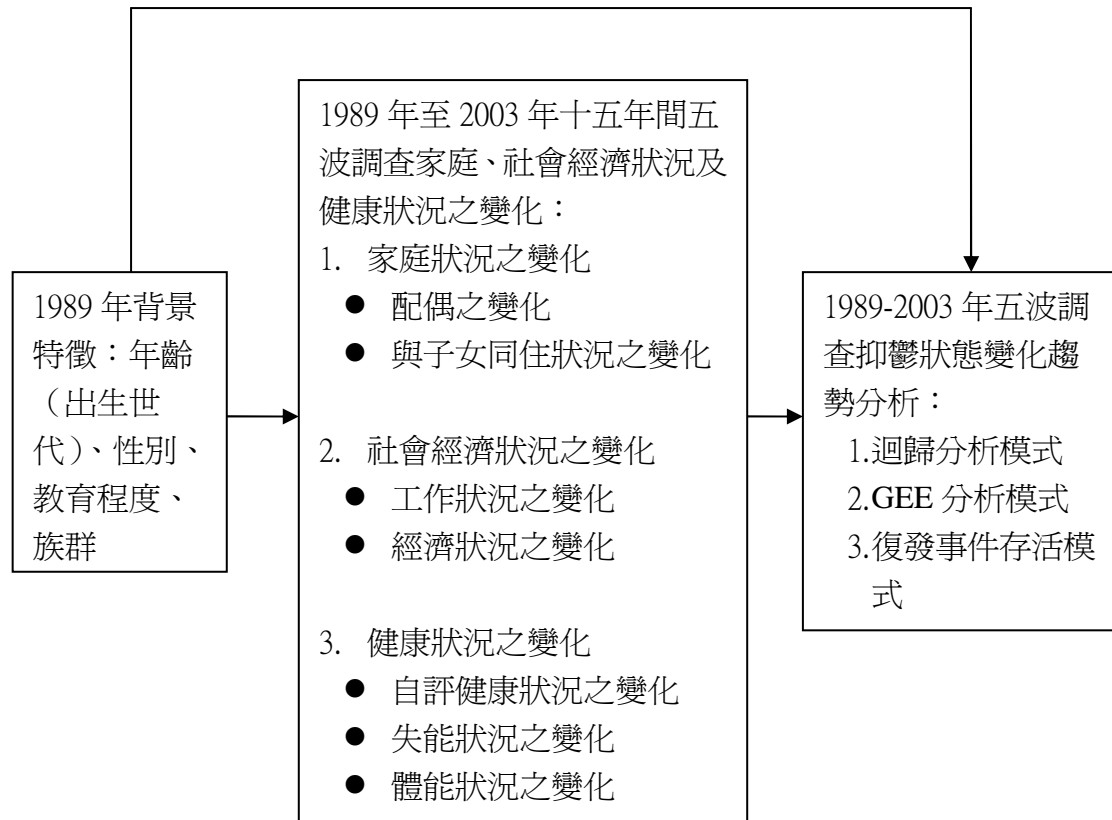 1989 年背景
特徵：年齡
（出生世
代）、性別、
教育程度、
族群
1989 年至 2003 年十五年間五
波調查家庭、社會經濟狀況及
健康狀況之變化：
1. 家庭狀況之變化
● 配偶之變化
● 與子女同住狀況之變化
2. 社會經濟狀況之變化
● 工作狀況之變化
● 經濟狀況之變化
3. 健康狀況之變化
● 自評健康狀況之變化
● 失能狀況之變化
● 體能狀況之變化
1989-2003 年五波調
查抑鬱狀態變化趨
勢分析：
1.迴歸分析模式
2.GEE 分析模式
3.復發事件存活模
式